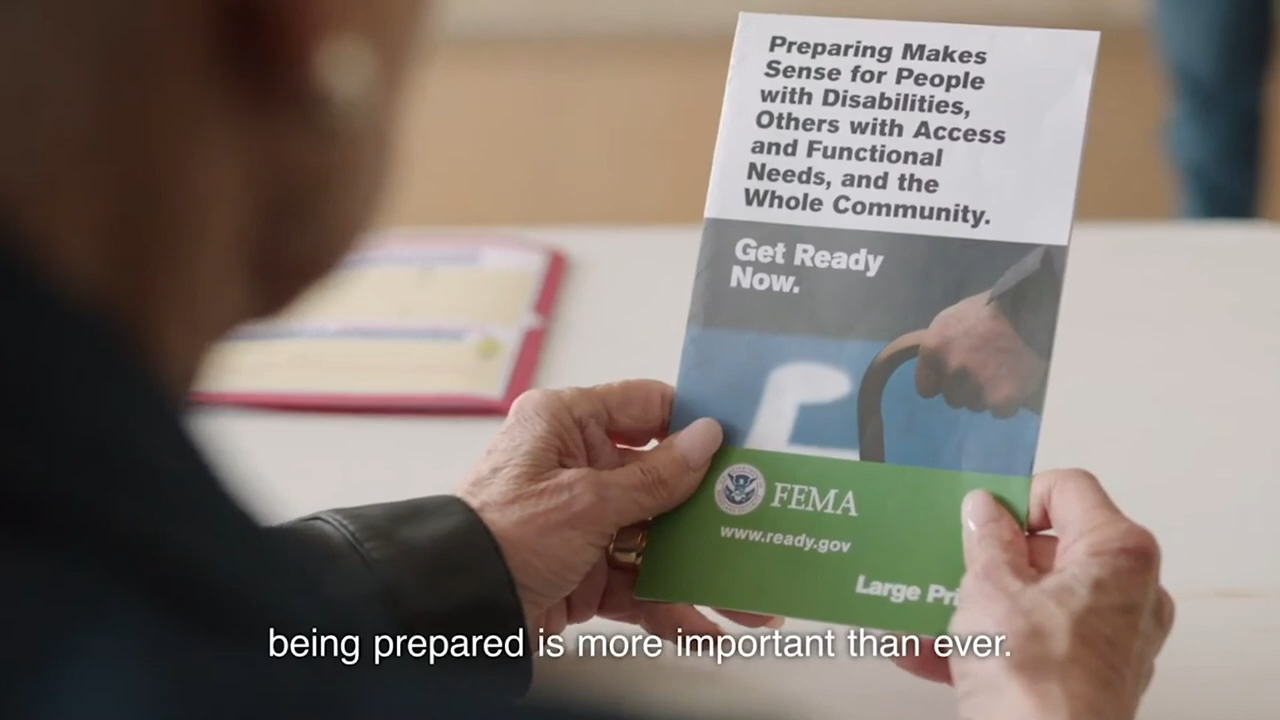 Preparing Makes
Sense for People
with Disabilities,
Others with Access
and Functional
Needs, and the
Whole Community.
Get Ready
Now.
FEMA
www.ready.gov
Large
being prepared is more important than ever.